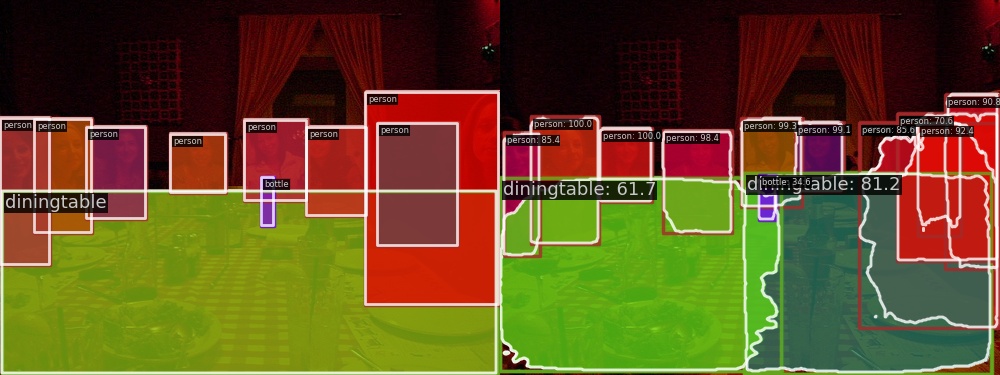 person
person
person
person
person
person
person
person
bottle
diningtable
person: 85.4
person: 100.0
person: 100.0
person: 98.4
person: 99.3
person: 99.1
person: 85.6
person: 70.6
person: 92.4
person: 90.8
diningtable: 61.7
diningtable: 81.2
bottle: 34.6